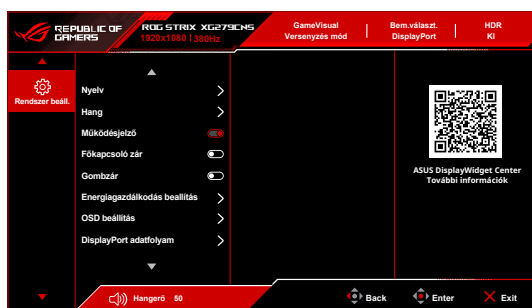 REPUBLIC OF GAMERS
ROG STRIX XG279CNS
1920x1080 | 380Hz
GameVisual
Versenyzés mód
Bem.választ.
DisplayPort
HDR
KI
Rendszer beáll.
Nyelv
Hang
Működésjelző
Főkapcsoló zár
Gombzár
Energiagazdálkodás beallítás
OSD beállítás
DisplayPort adatfolyam
ASUS DisplayWidget Center
További információk
Hangerő 50
Back
Enter
Exit